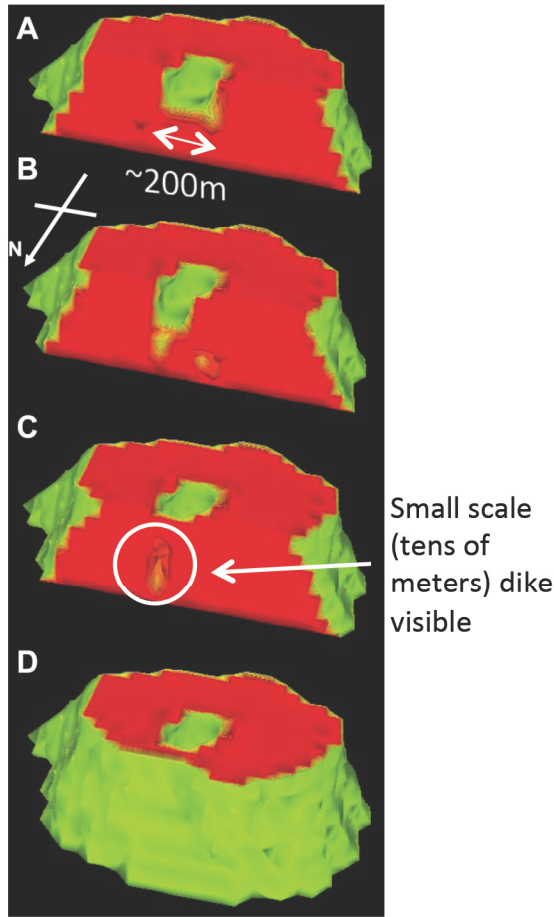 A
~200m
B
N
C
Small scale
(tens of
meters) dike
visible
D